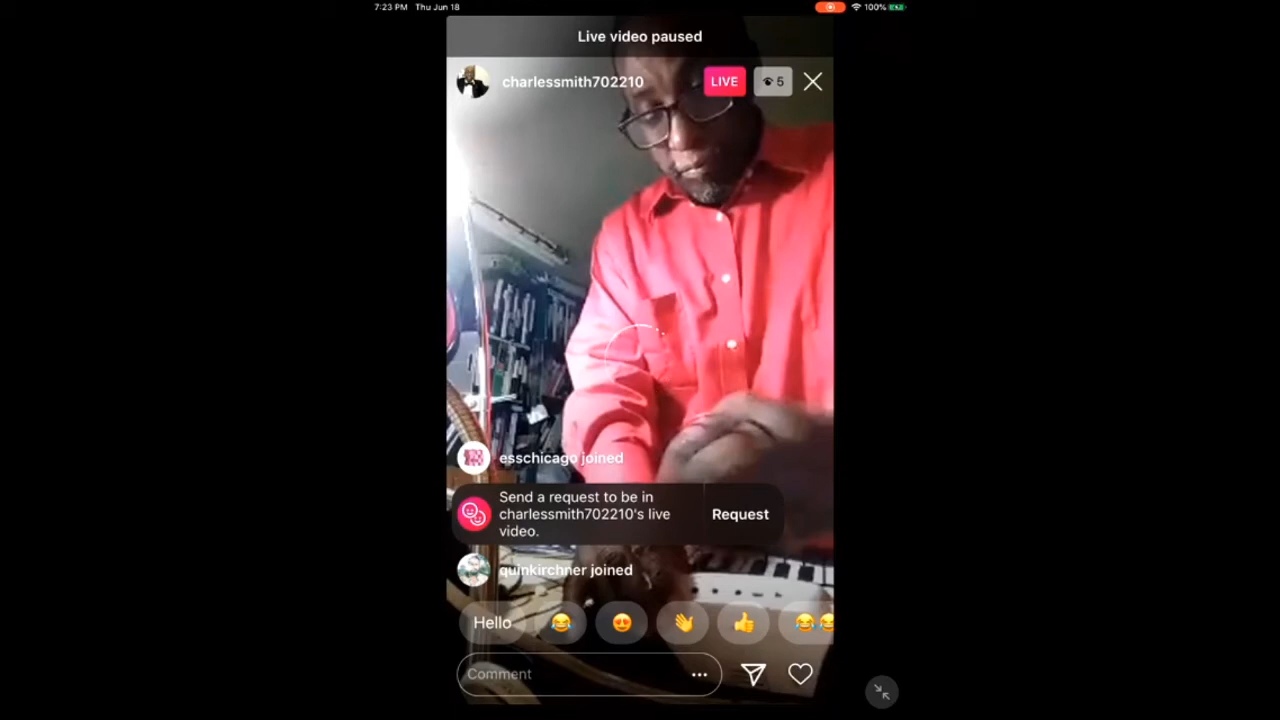 7:23 PM Thu Jun 18
100%
Live video paused
charlessmith702210
LIVE
5
esschicago joined
Send a request to be in
charlessmith702210's live
video.
Request
quinkirchner joined
Hello
Comment